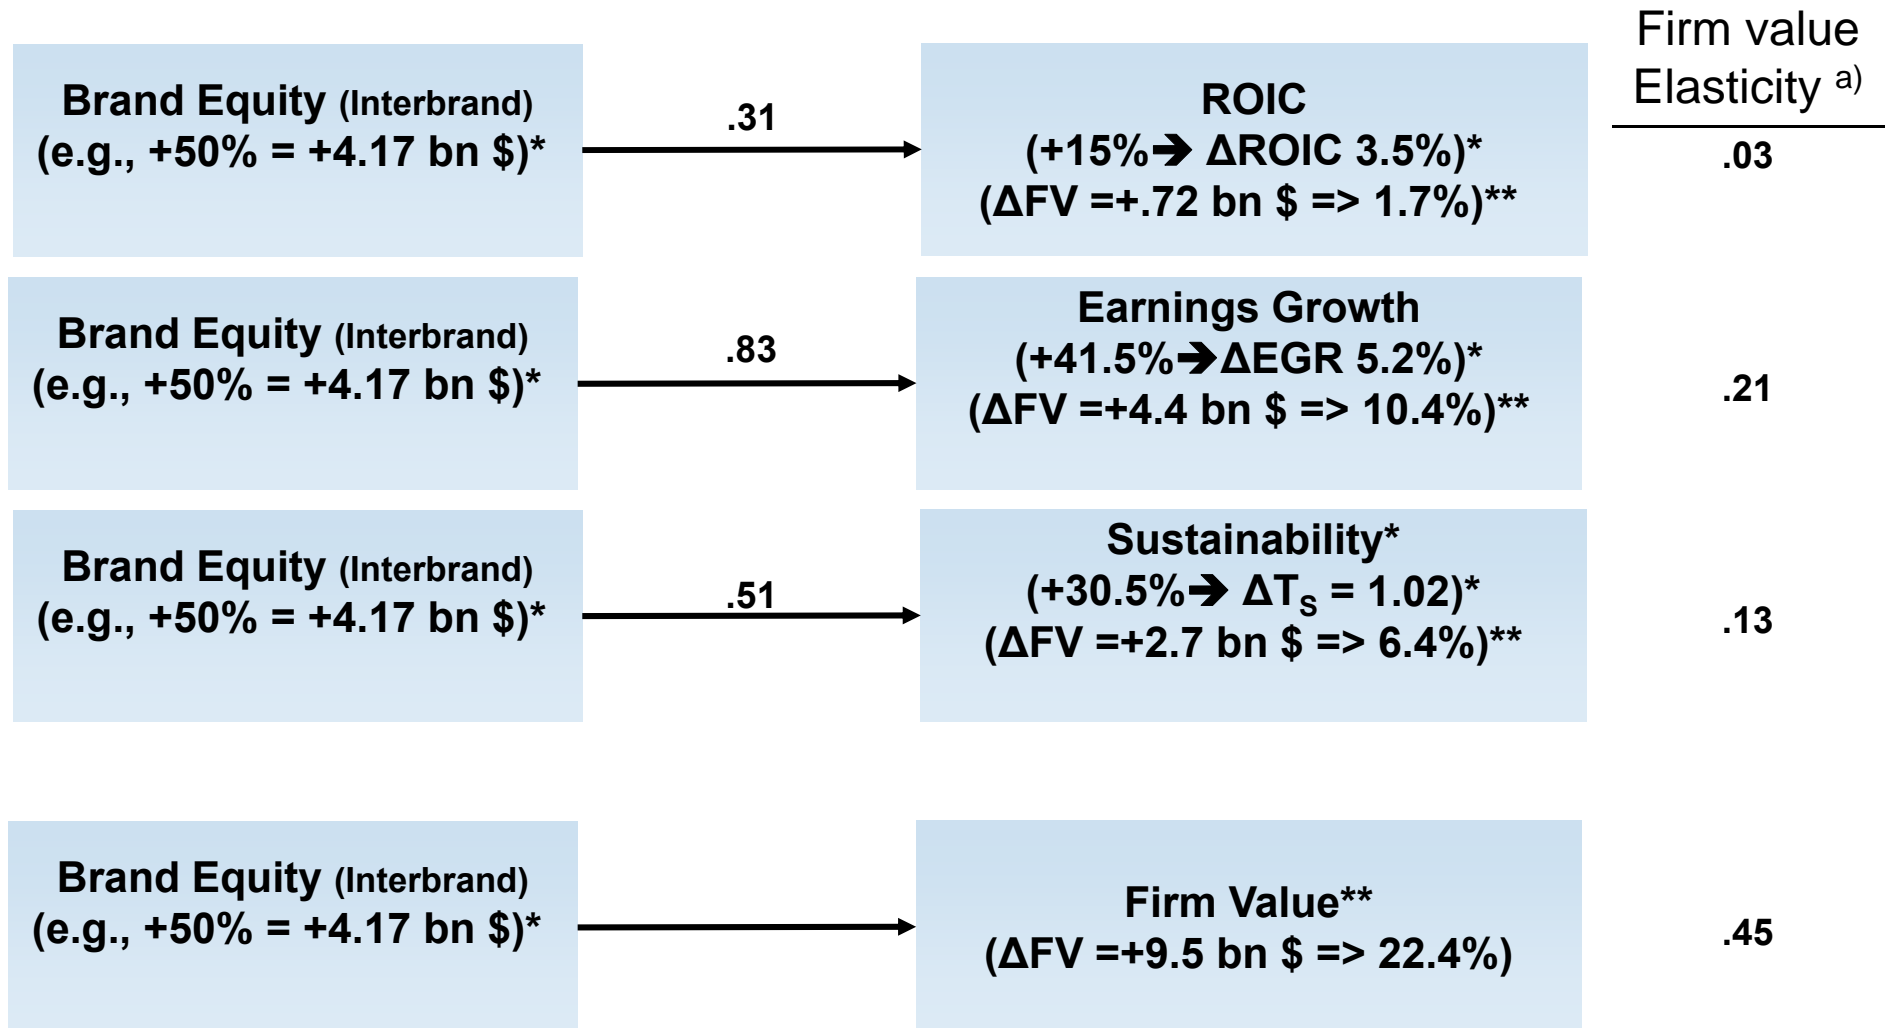 Firm value
Elasticity a)
Brand Equity (Interbrand)
(e.g., +50% = +4.17 bn $)*
.31
ROIC
(+15%➔ ΔROIC 3.5%)*
(ΔFV =+.72 bn $ => 1.7%)**
.03
Brand Equity (Interbrand)
(e.g., +50% = +4.17 bn $)*
.83
Earnings Growth
(+41.5%➔ΔEGR 5.2%)*
(ΔFV =+4.4 bn $ => 10.4%)**
.21
Brand Equity (Interbrand)
(e.g., +50% = +4.17 bn $)*
.51
Sustainability*
(+30.5%➔ ΔTS = 1.02)*
(ΔFV =+2.7 bn $ => 6.4%)**
.13
Brand Equity (Interbrand)
(e.g., +50% = +4.17 bn $)*
Firm Value**
(ΔFV =+9.5 bn $ => 22.4%)
.45